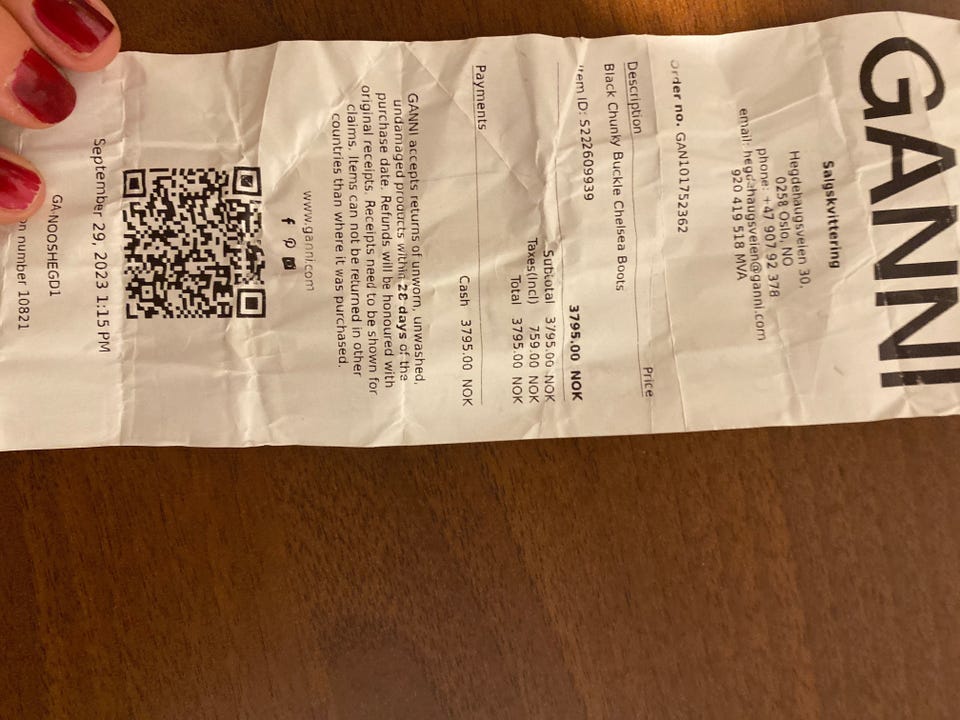 GANNI
Salgskvittering
Hegdehaugsveien 30,
0258 Oslo, NO
phone: +47 907 92 378
email: hegdehaugsveien@ganni.com
920 419 518 MVA
Order no. GAN101752362
Description Price
Black Chunky Buckle Chelsea Boots
Item ID: 5222609939 3795.00 NOK
Subtotal 3795.00 NOK
Taxes(Incl) 759.00 NOK
Total 3795.00 NOK
Payments
Cash 3795.00 NOK
GANNI accepts returns of unworn, unwashed,
undamaged products within 28 days of the
purchase date. Refunds will be honoured with
original receipts. Receipts need to be shown for
claims. Items can not be returned in other
countries than where it was purchased.
www.ganni.com
September 29, 2023 1:15 PM
GA-NOOSHEGD1
number 10821